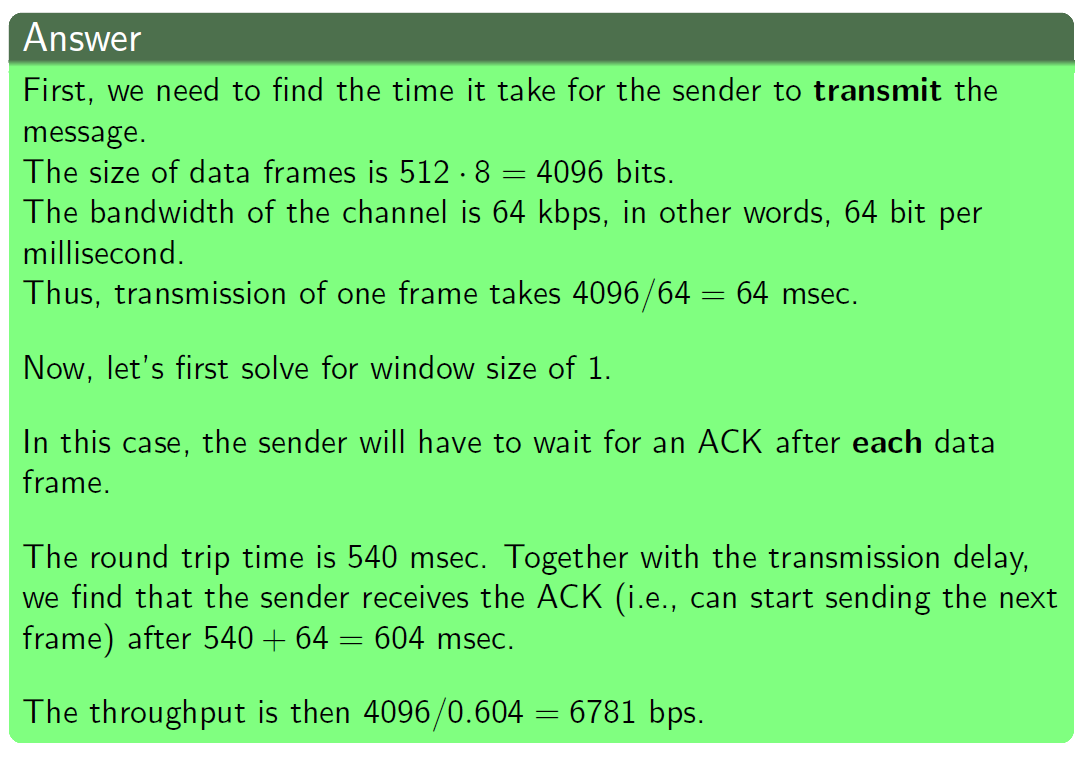 Answer
First, we need to find the time it take for the sender to transmit the
message.
The size of data frames is 512 · 8 = 4096 bits.
The bandwidth of the channel is 64 kbps, in other words, 64 bit per
millisecond.
Thus, transmission of one frame takes 4096/64 = 64 msec.
Now, let's first solve for window size of 1.
In this case, the sender will have to wait for an ACK after each data
frame.
The round trip time is 540 msec. Together with the transmission delay,
we find that the sender receives the ACK (i.e., can start sending the next
frame) after 540 + 64 = 604 msec.
The throughput is then 4096/0.604 = 6781 bps.